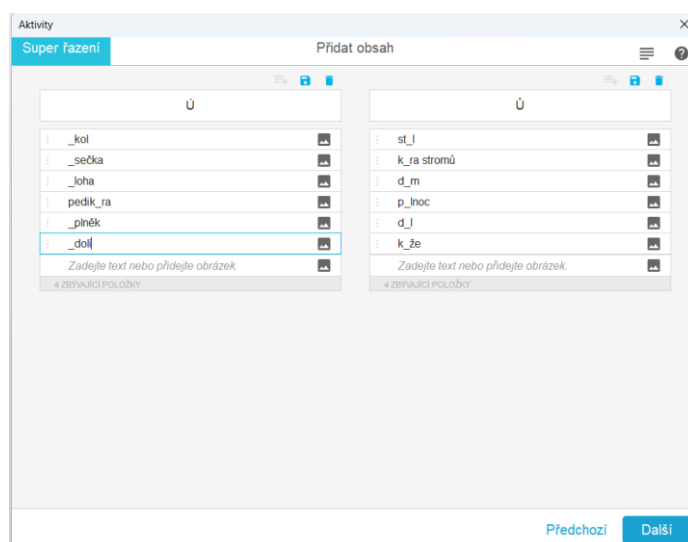 Aktivity
Super řazení
Přidat obsah
Ú
_kol
_sečka
_loha
pedik_ra
_plněk
_dolí
Zadejte text nebo přidejte obrázek.
4 ZBÝVAJÍCÍ POLOŽKY
Ů
st_l
k_ra stromů
d_m
p_lnoc
d_l
k_že
Zadejte text nebo přidejte obrázek.
4 ZBÝVAJÍCÍ POLOŽKY
Předchozí
Další